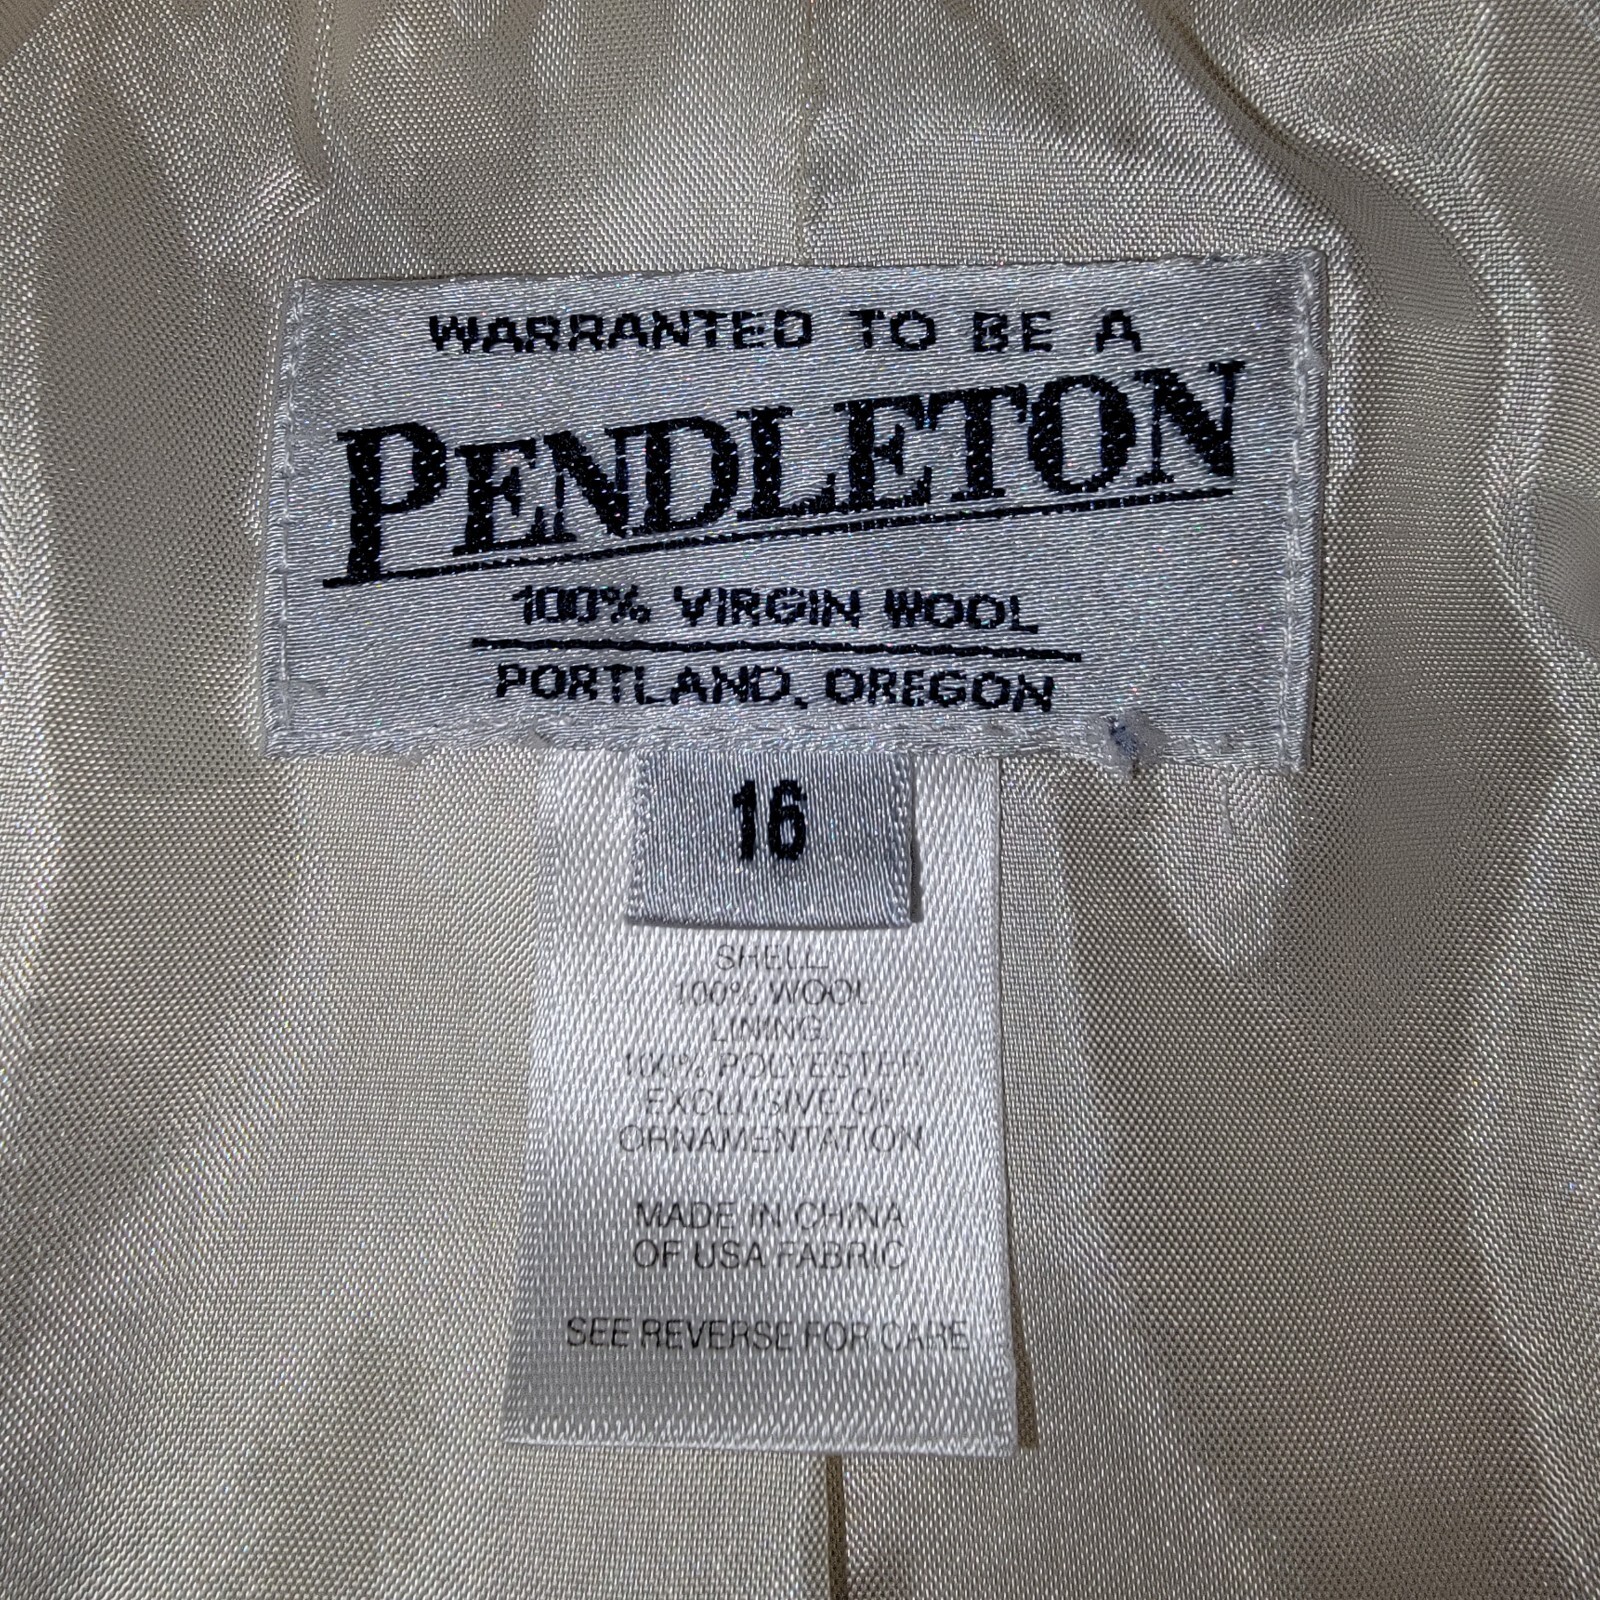 WARRANTED TO BE A
PENDLETON
100% VIRGIN WOOL
PORTLAND, OREGON
16
SHELL
100% WOOL
LINING
100% POLYESTER
EXCLUSIVE OF
ORNAMENTATION
MADE IN CHINA
OF USA FABRIC
SEE REVERSE FOR CARE